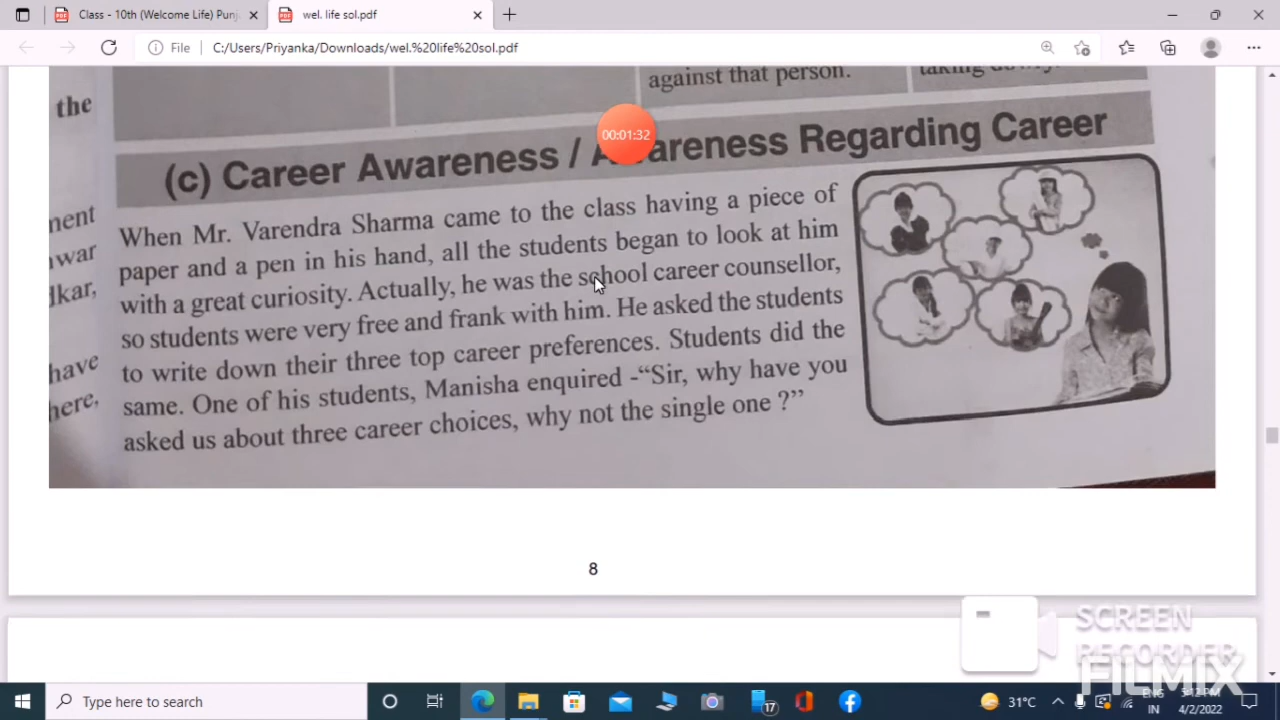 Class - 10th (Welcome Life) Punj
wel. life sol.pdf
File
C:/Users/Priyanka/Downloads/wel.%20life%20sol.pdf
the
against that person.
00:01:32
(c) Career Awareness / Awareness Regarding Career
When Mr. Varendra Sharma came to the class having a piece of
paper and a pen in his hand, all the students began to look at him
with a great curiosity. Actually, he was the school career counsellor,
so students were very free and frank with him. He asked the students
to write down their three top career preferences. Students did the
same. One of his students, Manisha enquired -“Sir, why have you
asked us about three career choices, why not the single one ?”
have
here,
8
SCREEN
RECORDER
FILMIX
Type here to search
17
31°C
ENG
IN
5:12 PM
4/2/2022